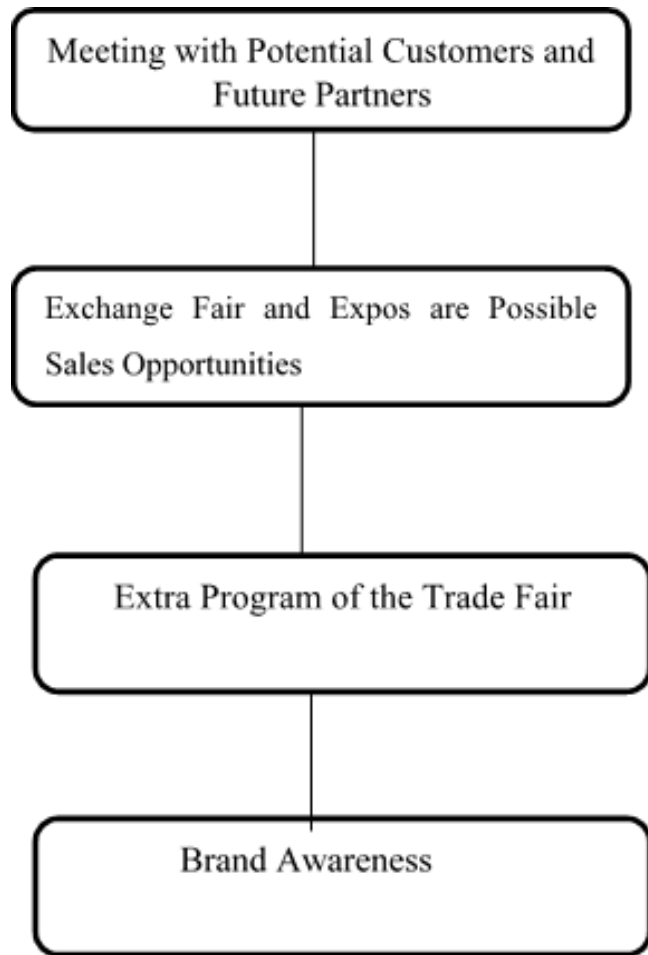 Meeting with Potential Customers and
Future Partners
Exchange Fair and Expos are Possible
Sales Opportunities
Extra Program of the Trade Fair
Brand Awareness